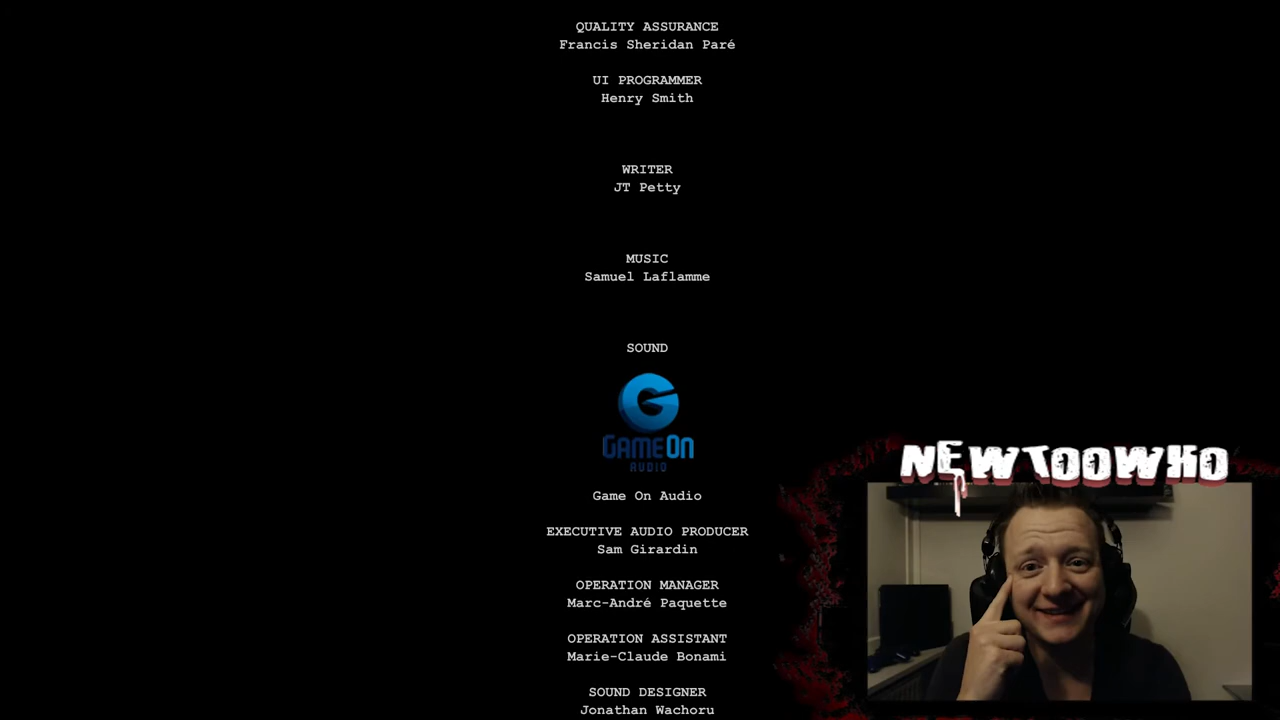 QUALITY ASSURANCE
Francis Sheridan Paré
UI PROGRAMMER
Henry Smith
WRITER
JT Petty
MUSIC
Samuel Laflamme
SOUND
G
GAMEON
AUDIO
Game On Audio
EXECUTIVE AUDIO PRODUCER
Sam Girardin
OPERATION MANAGER
Marc-André Paquette
OPERATION ASSISTANT
Marie-Claude Bonami
SOUND DESIGNER
Jonathan Wachoru
NEWTOOWHO